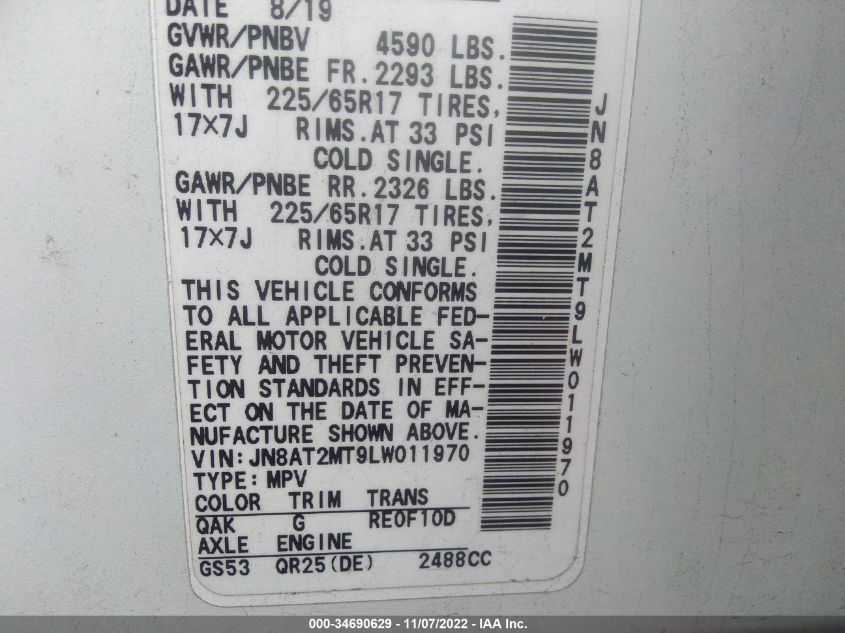 DATE 8/19
GVWR/PNBV 4590 LBS.
GAWR/PNBE FR. 2293 LBS.
WITH 225/65R17 TIRES,
17X7J RIMS. AT 33 PSI
COLD SINGLE.
GAWR/PNBE RR. 2326 LBS.
WITH 225/65R17 TIRES,
17X7J RIMS. AT 33 PSI
COLD SINGLE.
THIS VEHICLE CONFORMS
TO ALL APPLICABLE FED-
ERAL MOTOR VEHICLE SA-
FETY AND THEFT PREVEN-
TION STANDARDS IN EFF-
ECT ON THE DATE OF MA-
NUFACTURE SHOWN ABOVE.
VIN:JN8AT2MT9LW011970
TYPE:MPV
COLOR TRIM TRANS
QAK G RE0F10D
AXLE ENGINE
GS53 QR25(DE) 2488CC
JN8AT2MT9LW011970
000-34690629 - 11/07/2022 - IAA Inc.